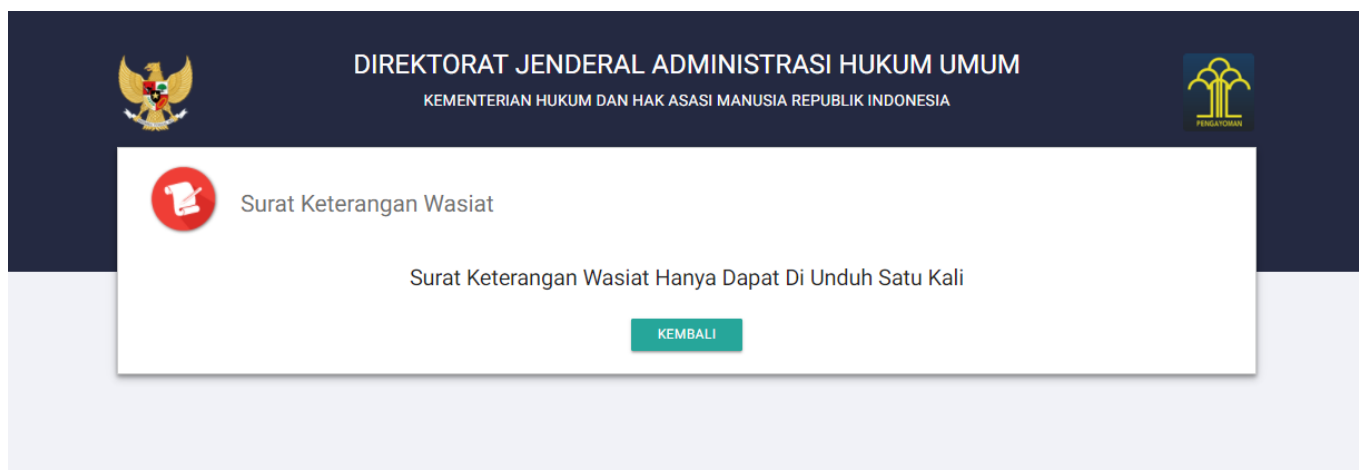 DIREKTORAT JENDERAL ADMINISTRASI HUKUM UMUM
KEMENTERIAN HUKUM DAN HAK ASASI MANUSIA REPUBLIK INDONESIA
PENGAYOMAN
Surat Keterangan Wasiat
Surat Keterangan Wasiat Hanya Dapat Di Unduh Satu Kali
KEMBALI